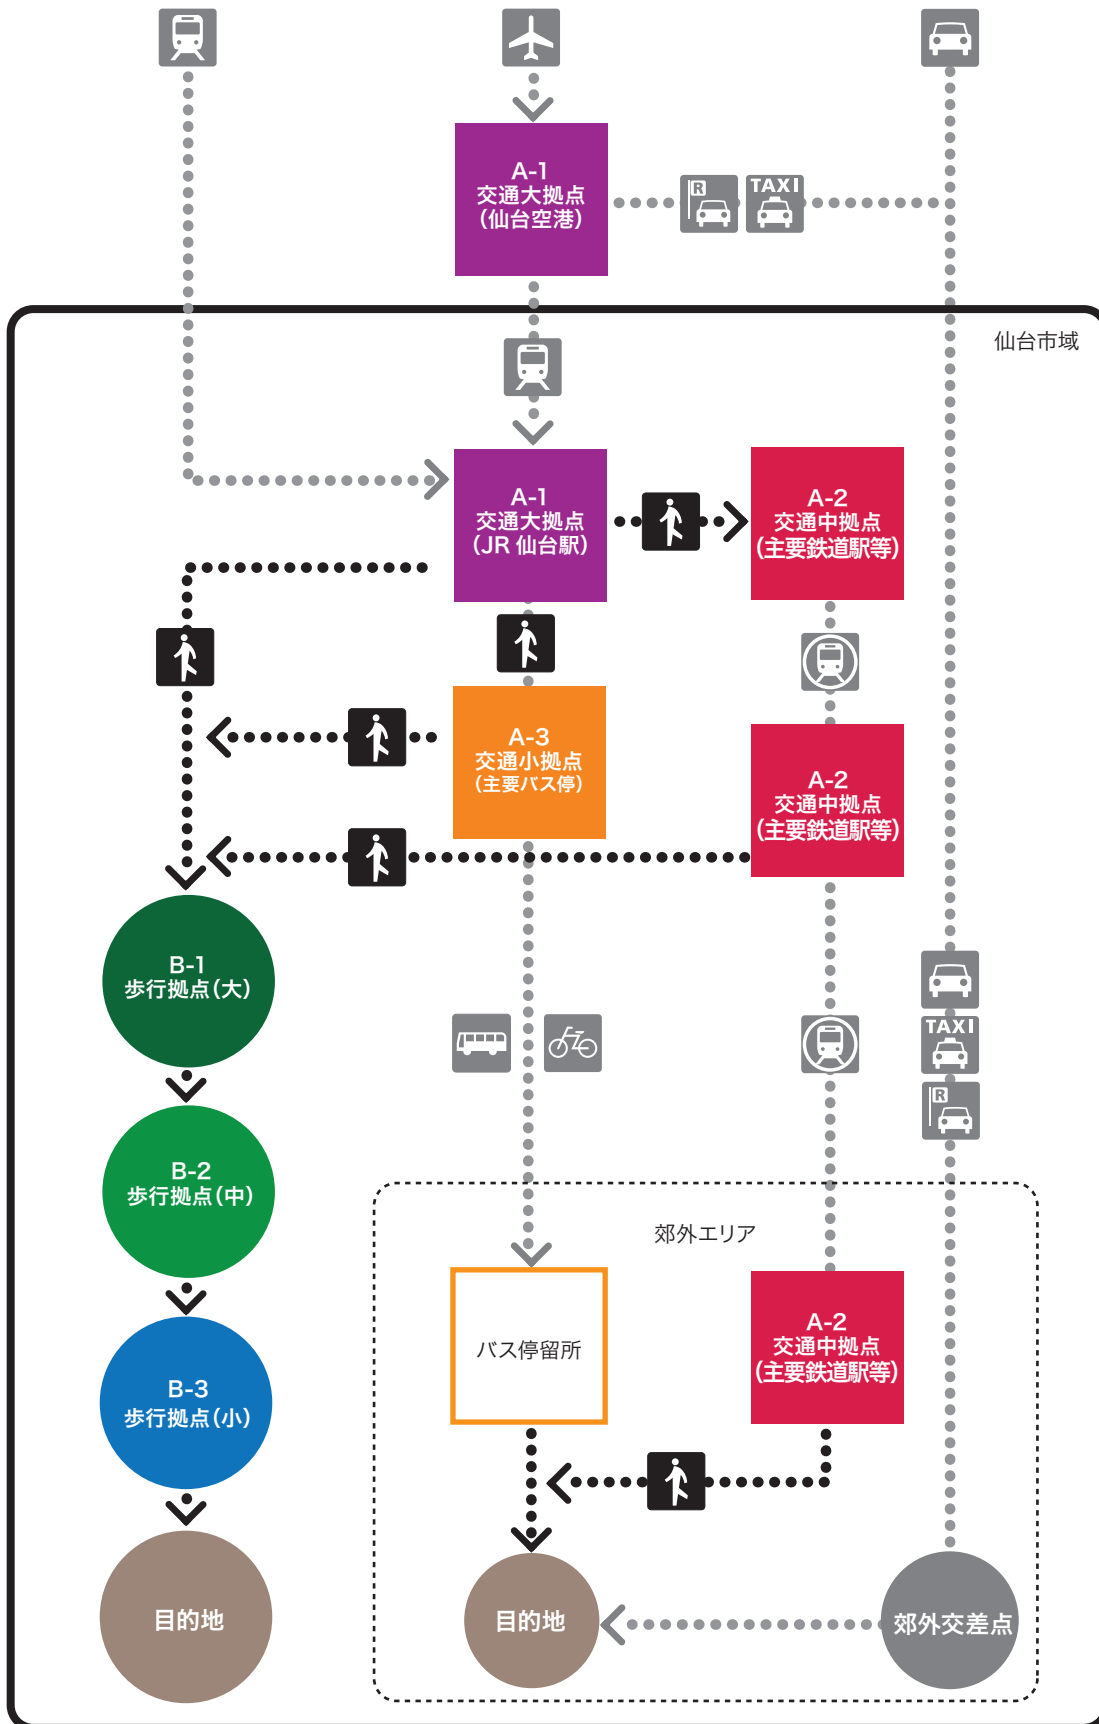 A-1
交通大拠点
(仙台空港)
R
TAXI
仙台市域
A-1
交通大拠点
(JR 仙台駅)
A-2
交通中拠点
(主要鉄道駅等)
A-3
交通小拠点
(主要バス停)
A-2
交通中拠点
(主要鉄道駅等)
B-1
歩行拠点(大)
TAXI
R
B-2
歩行拠点(中)
郊外エリア
バス停留所
A-2
交通中拠点
(主要鉄道駅等)
B-3
歩行拠点(小)
目的地
目的地
郊外交差点